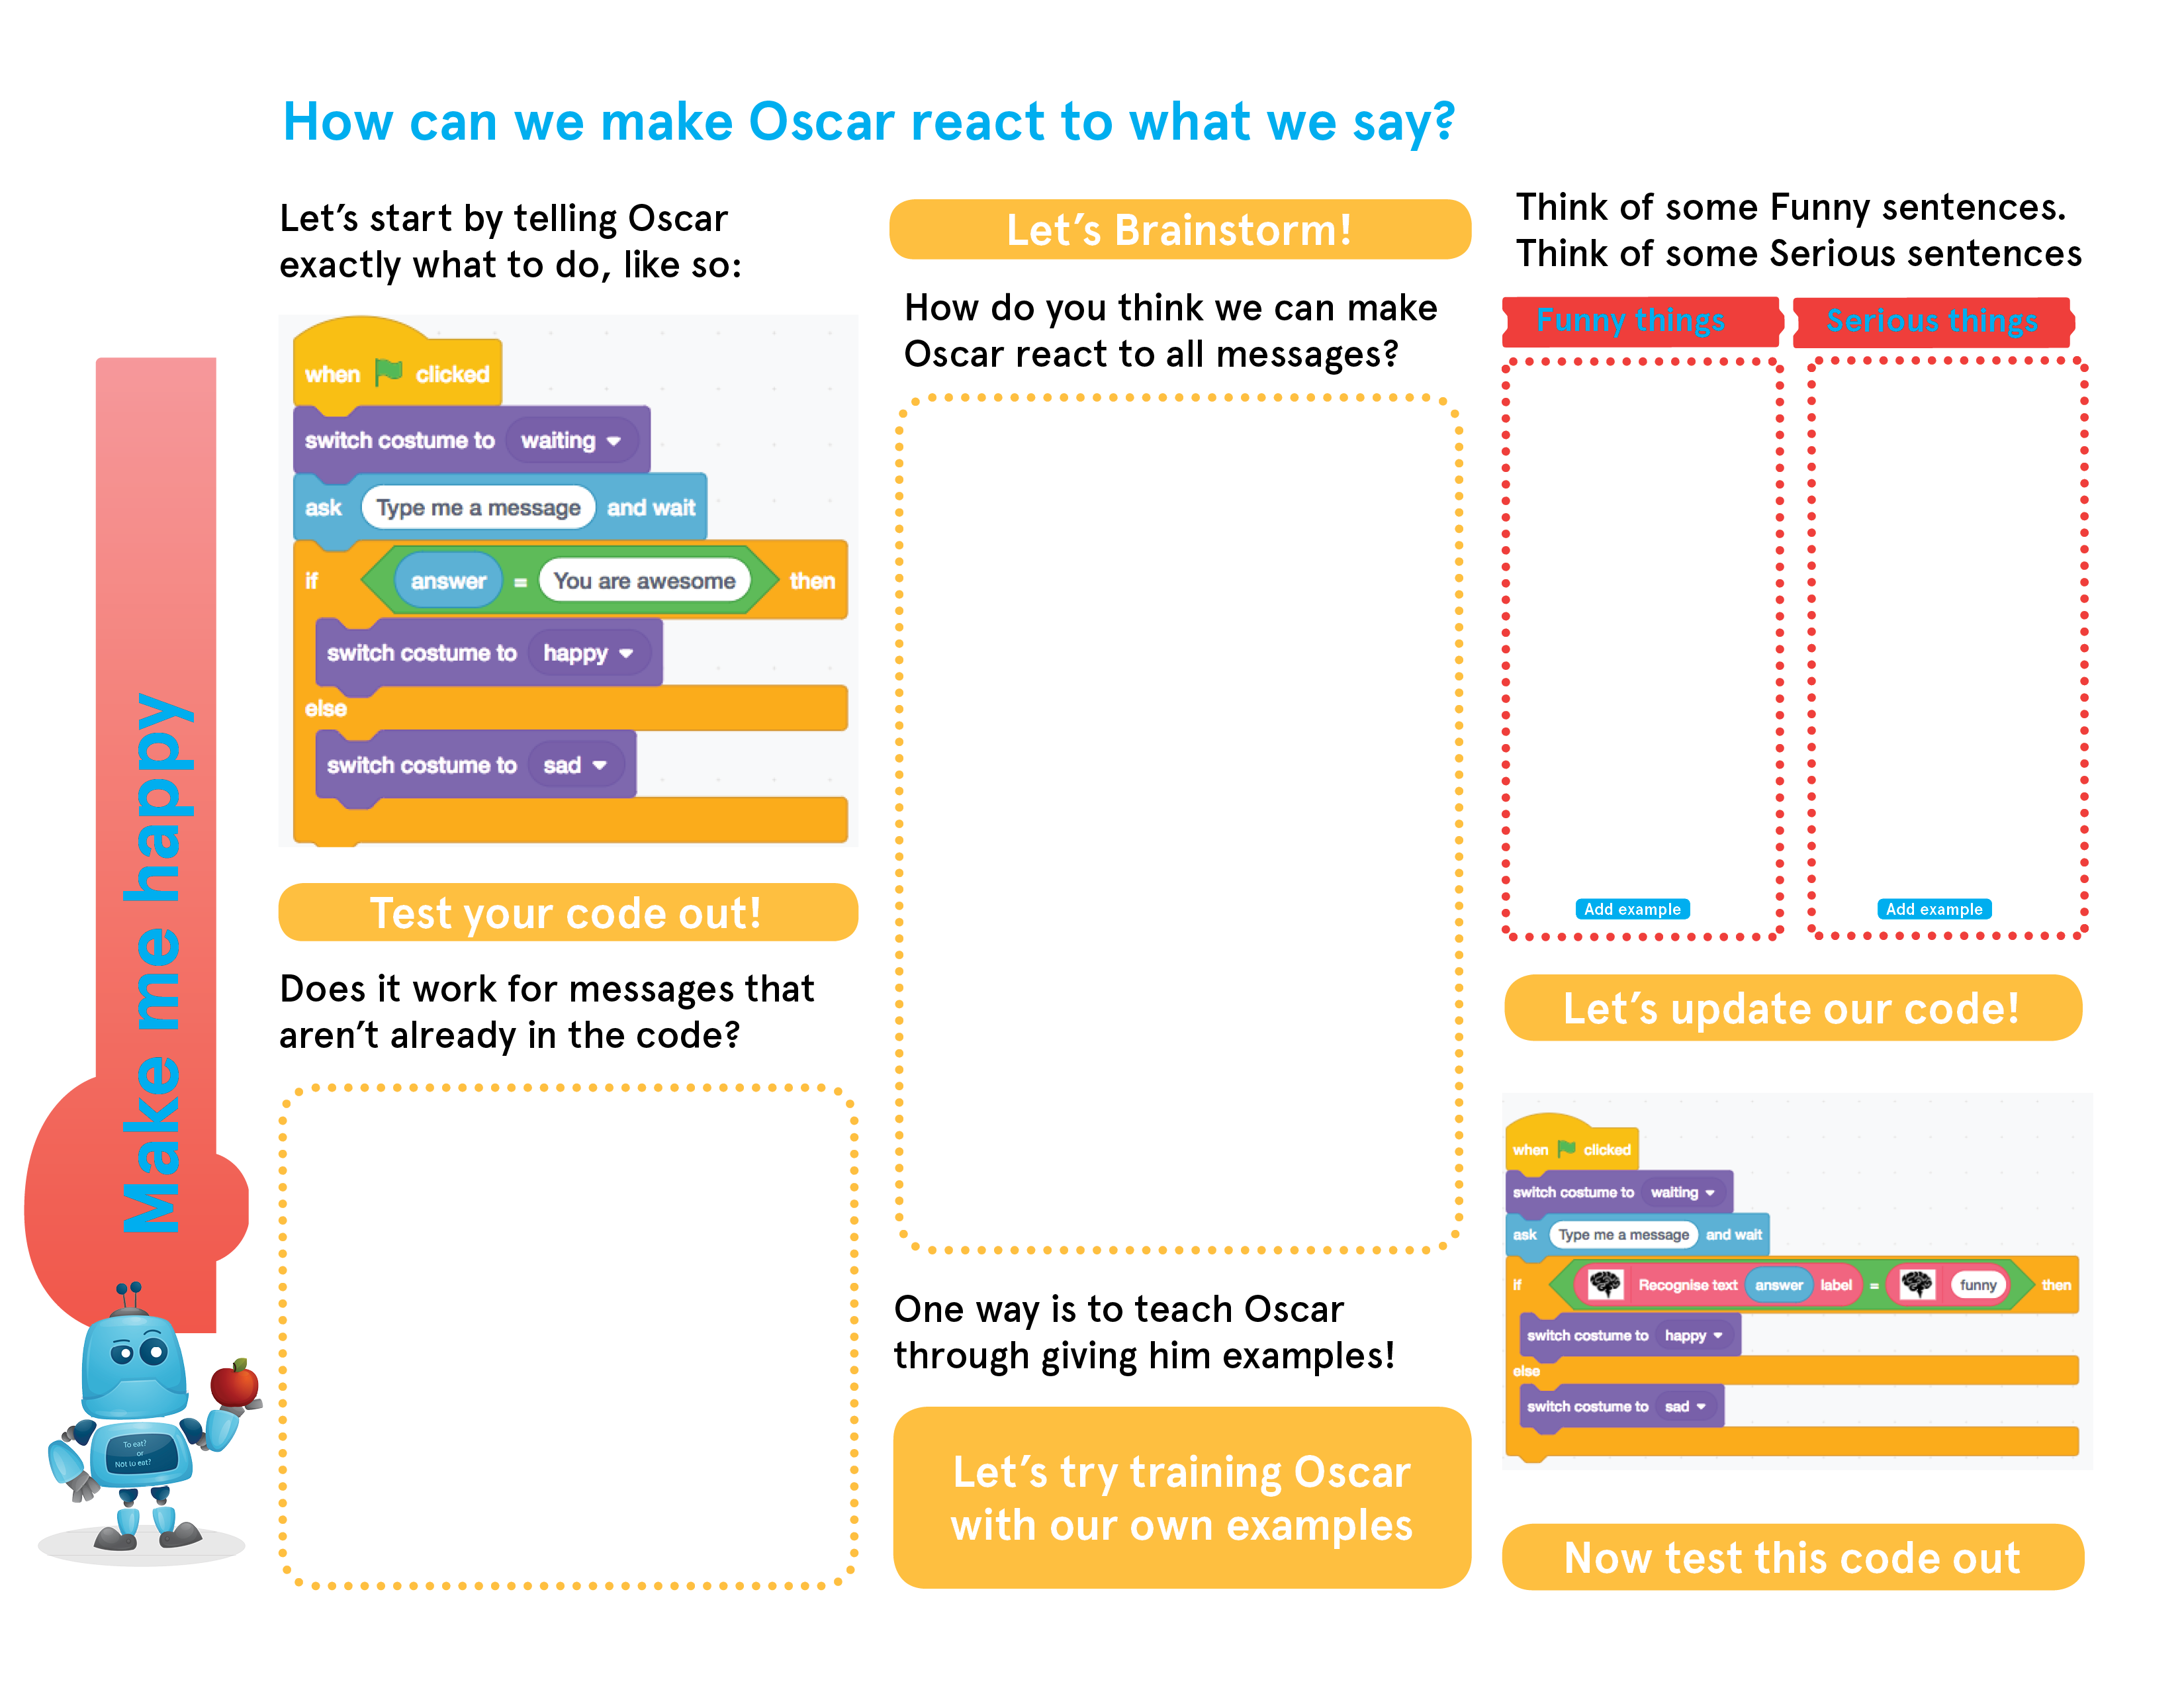 How can we make Oscar react to what we say?
Make me happy
To eat?
or
Not to eat?
Let’s start by telling Oscar
exactly what to do, like so:
when clicked
switch costume to waiting
ask Type me a message and wait
if answer = You are awesome then
switch costume to happy
else
switch costume to sad
Test your code out!
Does it work for messages that
aren’t already in the code?
Let’s Brainstorm!
How do you think we can make
Oscar react to all messages?
One way is to teach Oscar
through giving him examples!
Let’s try training Oscar
with our own examples
Think of some Funny sentences.
Think of some Serious sentences
Funny things
Serious things
Add example
Add example
Let’s update our code!
when clicked
switch costume to waiting
ask Type me a message and wait
if Recognise text answer label = funny then
switch costume to happy
else
switch costume to sad
Now test this code out